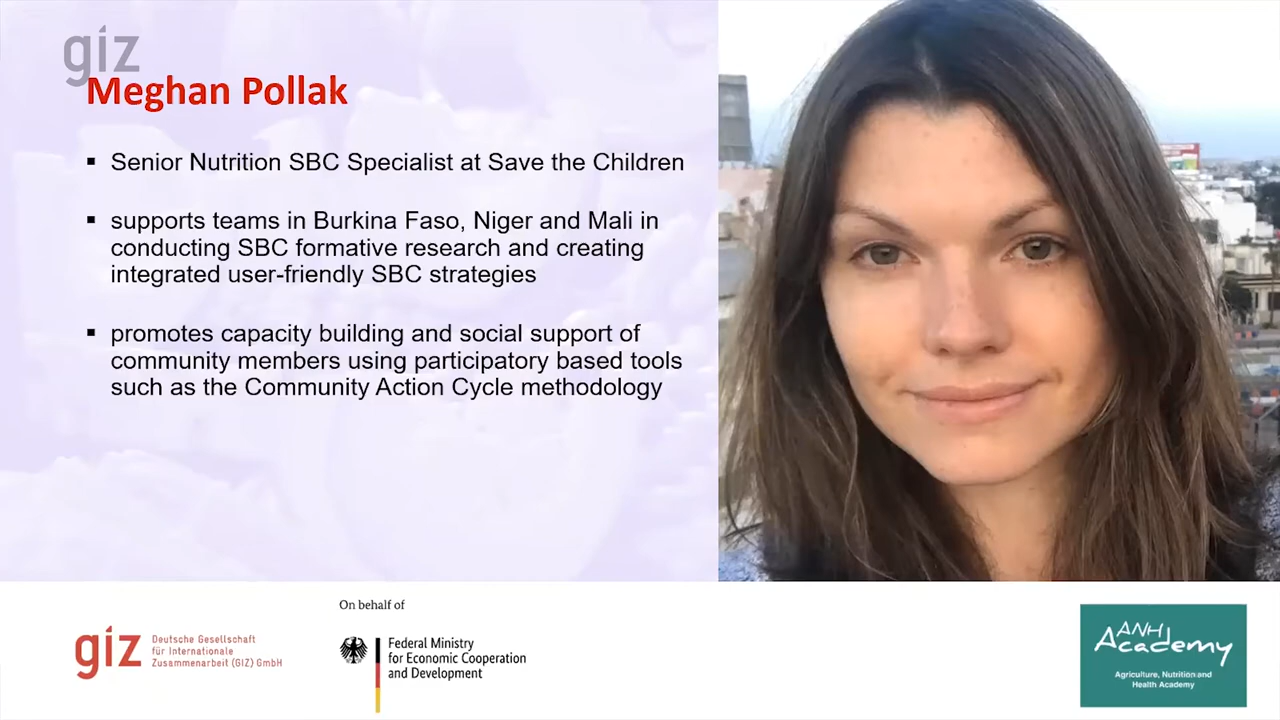 giz
Meghan Pollak
▪ Senior Nutrition SBC Specialist at Save the Children
▪ supports teams in Burkina Faso, Niger and Mali in
conducting SBC formative research and creating
integrated user-friendly SBC strategies
▪ promotes capacity building and social support of
community members using participatory based tools
such as the Community Action Cycle methodology
giz
Deutsche Gesellschaft
für Internationale
Zusammenarbeit (GIZ) GmbH
On behalf of
Federal Ministry
for Economic Cooperation
and Development
ANH
Academy
Agriculture, Nutrition and
Health Academy